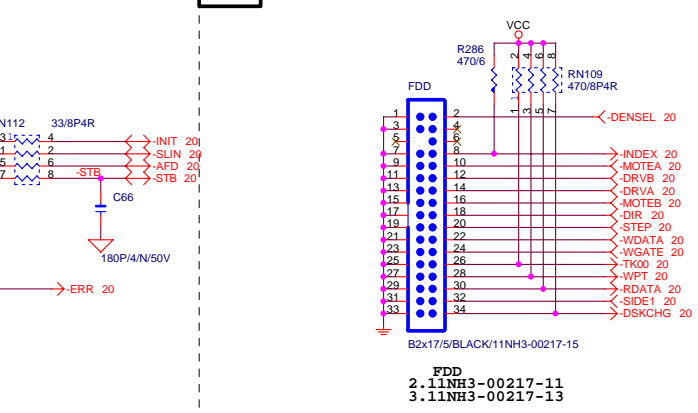 VCC
R286
470/6
2 4 6 8
RN109
470/8P4R
1 3 5 7
1
FDD
1 2 -DENSEL 20
3 4
5 6
7 8 -INDEX 20
9 10 -MOTEA 20
11 12 -DRVB 20
13 14 -DRVA 20
15 16 -MOTEB 20
17 18 -DIR 20
19 20 -STEP 20
21 22 -WDATA 20
23 24 -WGATE 20
25 26 -TK00 20
27 28 -WPT 20
29 30 -RDATA 20
31 32 -SIDE1 20
33 34 -DSKCHG 20
B2x17/5/BLACK/11NH3-00217-15
FDD
2.11NH3-00217-11
3.11NH3-00217-13
N112 33/8P4R
3 1 4 -INIT 20
1 2 -SLIN 20
5 6 -AFD 20
7 8 -STB -STB 20
C66
180P/4/N/50V
-ERR 20